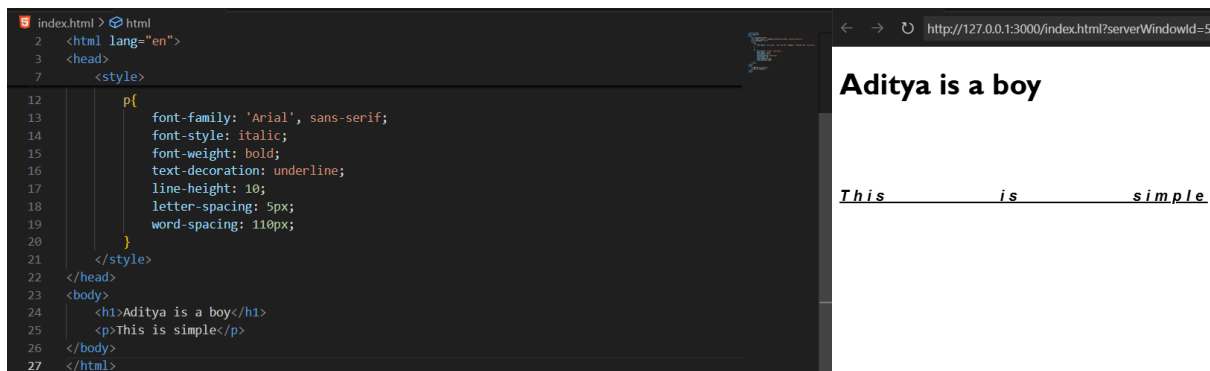 index.html > html
2 <html lang="en">
3 <head>
7 <style>
12 p{
13 font-family: 'Arial', sans-serif;
14 font-style: italic;
15 font-weight: bold;
16 text-decoration: underline;
17 line-height: 10;
18 letter-spacing: 5px;
19 word-spacing: 110px;
20 }
21 </style>
22 </head>
23 <body>
24 <h1>Aditya is a boy</h1>
25 <p>This is simple</p>
26 </body>
27 </html>
http://127.0.0.1:3000/index.html?serverWindowId=5
Aditya is a boy
This is simple